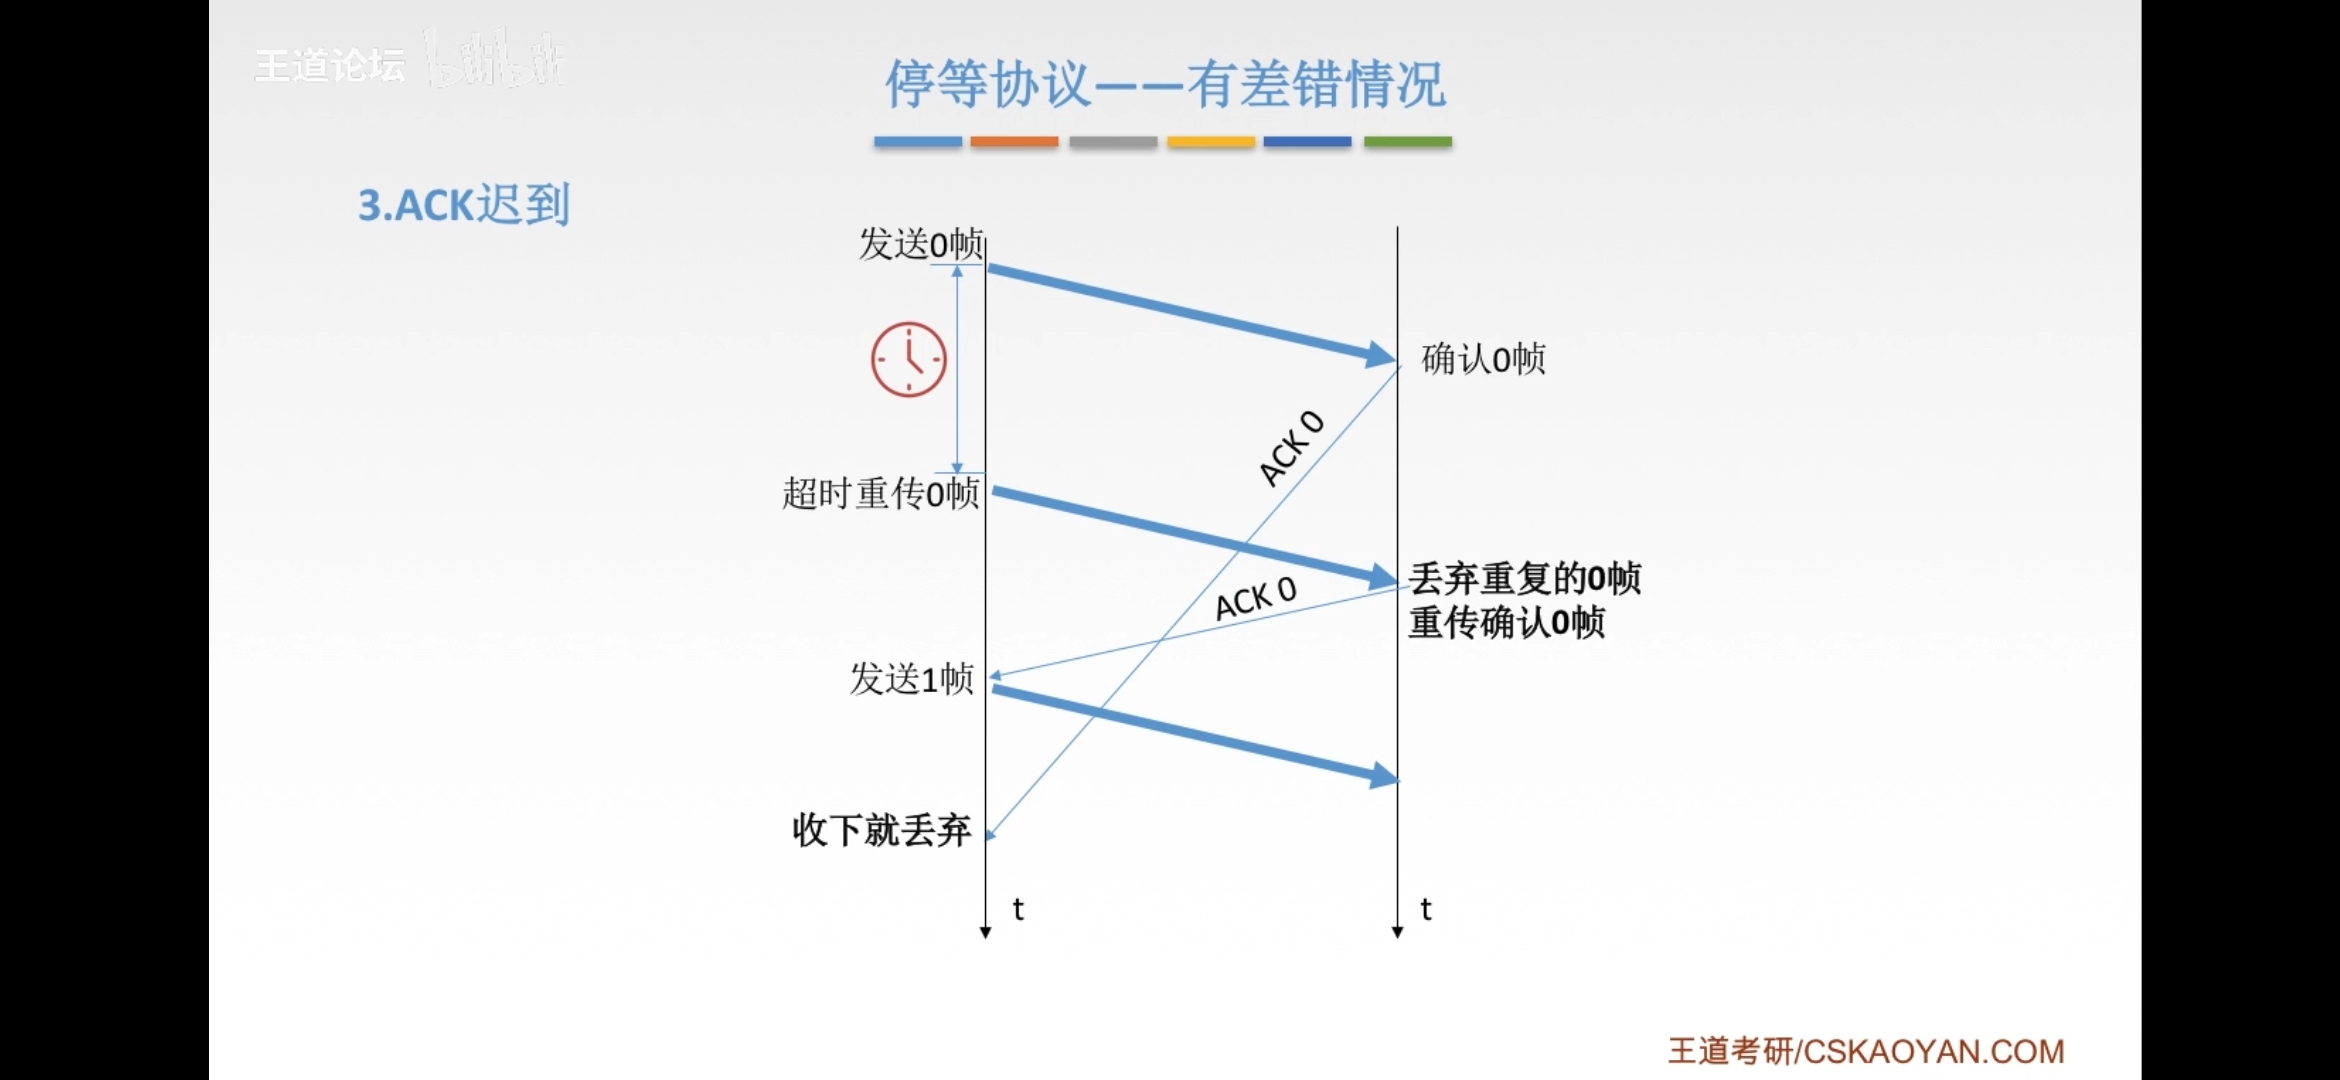 王道论坛 bilibili
停等协议——有差错情况
3.ACK迟到
发送0帧
确认0帧
ACK 0
超时重传0帧
丢弃重复的0帧
ACK 0
重传确认0帧
发送1帧
收下就丢弃
t
t
王道考研/CSKAOYAN.COM